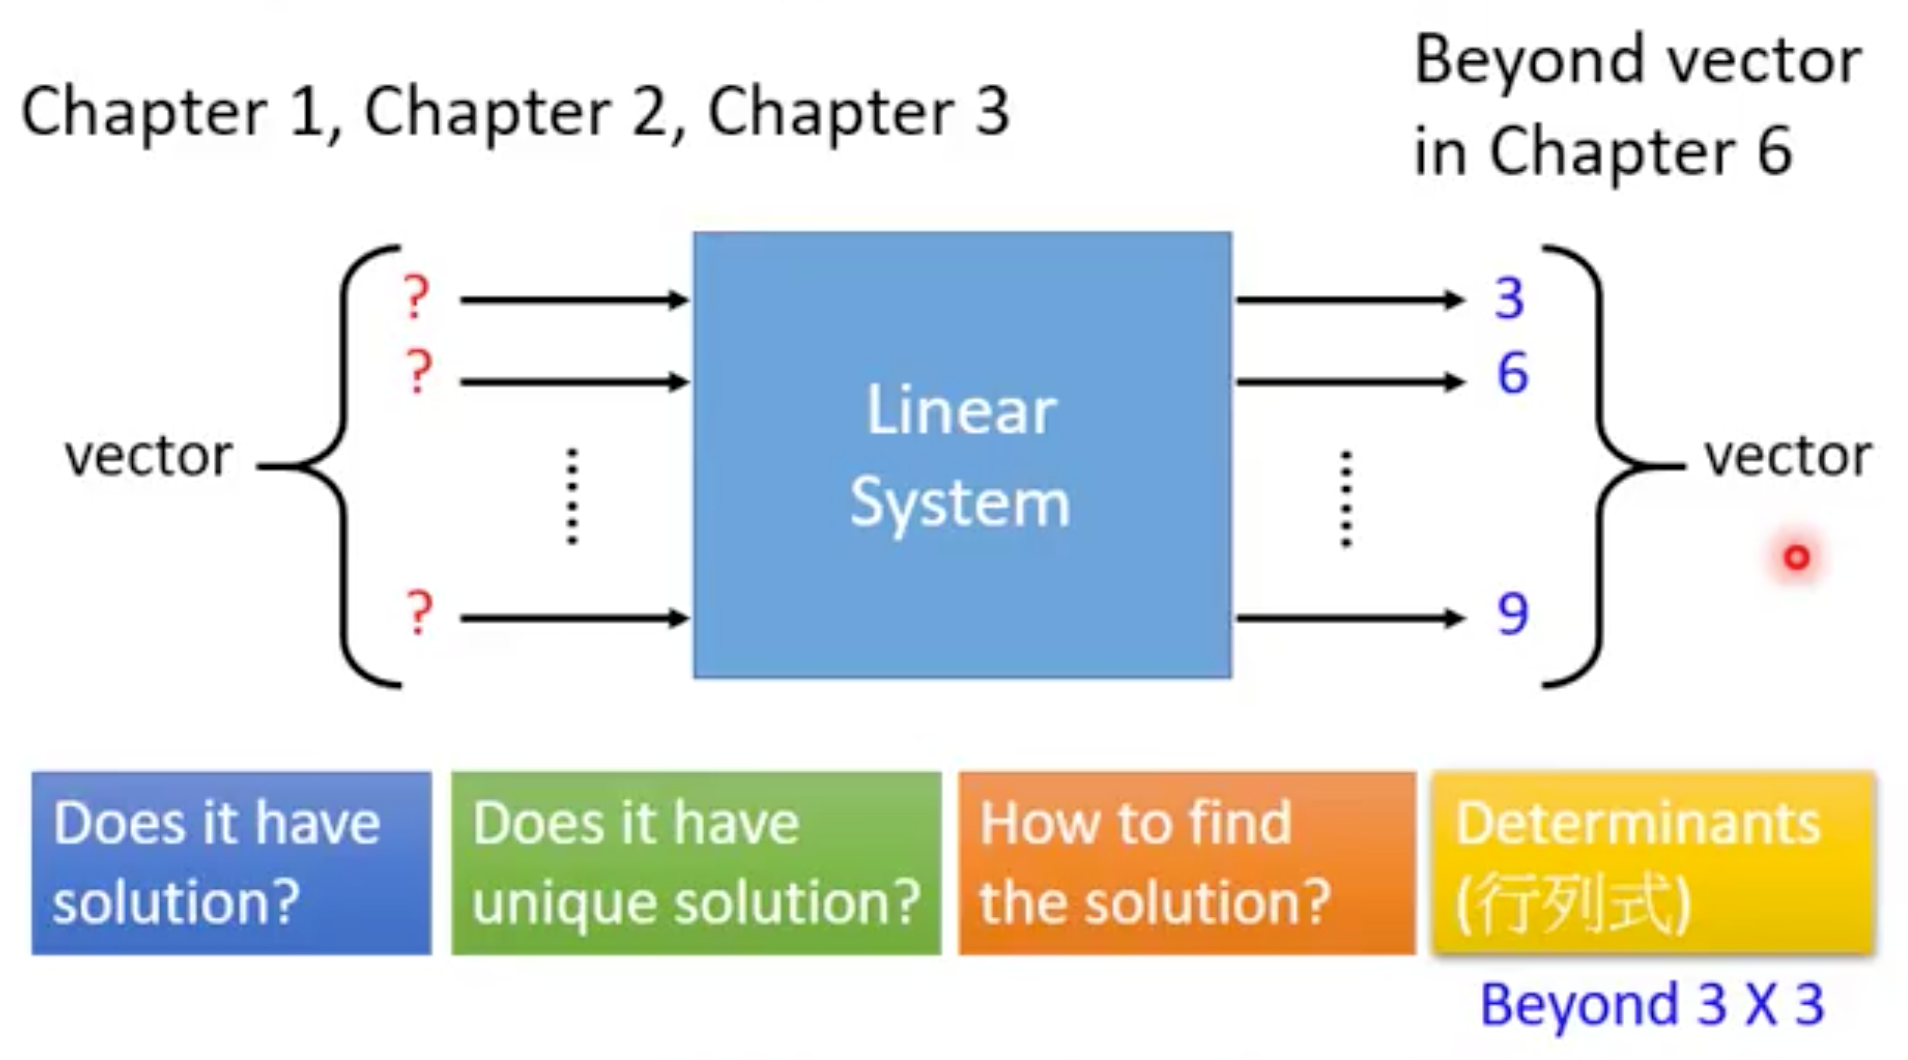 Chapter 1, Chapter 2, Chapter 3
Beyond vector
in Chapter 6
?
?
?
vector
Linear
System
3
6
9
vector
Does it have
solution?
Does it have
unique solution?
How to find
the solution?
Determinants
(行列式)
Beyond 3 X 3